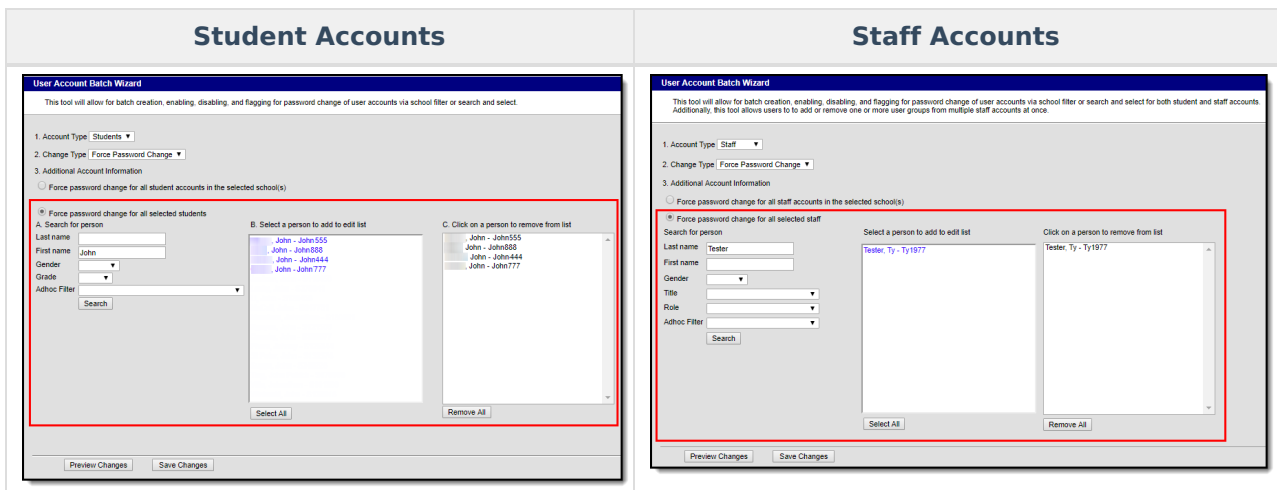 Student Accounts
Staff Accounts
User Account Batch Wizard
This tool will allow for batch creation, enabling, disabling, and flagging for password change of user accounts via school filter or search and select.
1. Account Type Students
2. Change Type Force Password Change
3. Additional Account Information
Force password change for all student accounts in the selected school(s)
Force password change for all selected students
A. Search for person
Last name
First name John
Gender
Grade
Adhoc Filter
Search
B. Select a person to add to edit list
, John - John555
, John - John888
, John - John444
, John - John777
Select All
C. Click on a person to remove from list
, John - John555
John - John888
, John - John444
, John - John777
Remove All
Preview Changes Save Changes
User Account Batch Wizard
This tool will allow for batch creation, enabling, disabling, and flagging for password change of user accounts via school filter or search and select for both student and staff accounts.
Additionally, this tool allows users to to add or remove one or more user groups from multiple staff accounts at once.
1. Account Type Staff
2. Change Type Force Password Change
3. Additional Account Information
Force password change for all staff accounts in the selected school(s)
Force password change for all selected staff
Search for person
Last name Tester
First name
Gender
Title
Role
Adhoc Filter
Search
Select a person to add to edit list
Tester, Ty - Ty1977
Select All
Click on a person to remove from list
Tester, Ty - Ty1977
Remove All
Preview Changes Save Changes